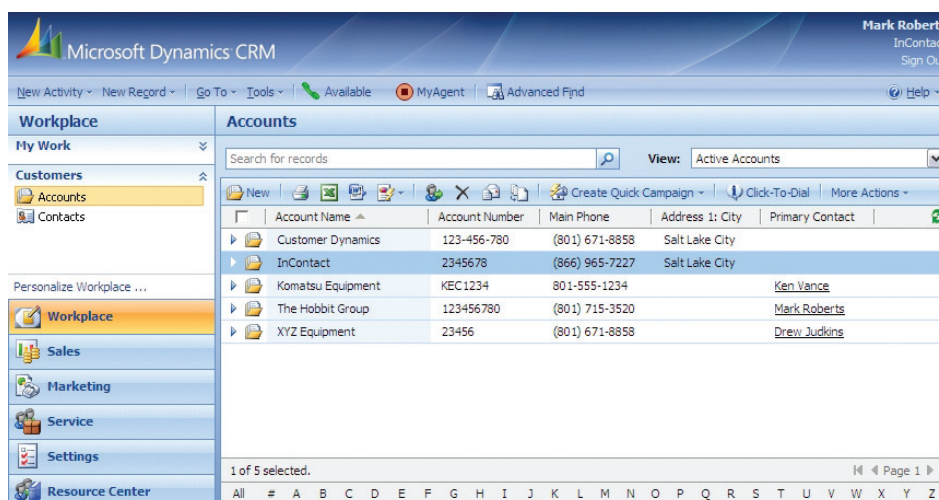 Mark Robert
Microsoft Dynamics CRM
InContac
Sign Ou
New Activity New Record Go To Tools Available MyAgent Advanced Find Help
Workplace
My Work
Customers
Accounts
Contacts
Personalize Workplace ...
Workplace
Sales
Marketing
Service
Settings
Resource Center
Accounts
Search for records View: Active Accounts
New Create Quick Campaign Click-To-Dial More Actions
Account Name Account Number Main Phone Address 1: City Primary Contact
Customer Dynamics 123-456-780 (801) 671-8858 Salt Lake City
InContact 2345678 (866) 965-7227 Salt Lake City
Komatsu Equipment KEC1234 801-555-1234 Ken Vance
The Hobbit Group 123456780 (801) 715-3520 Mark Roberts
XYZ Equipment 23456 (801) 671-8858 Drew Judkins
1 of 5 selected. Page 1
All # A B C D E F G H I J K L M N O P Q R S T U V W X Y Z